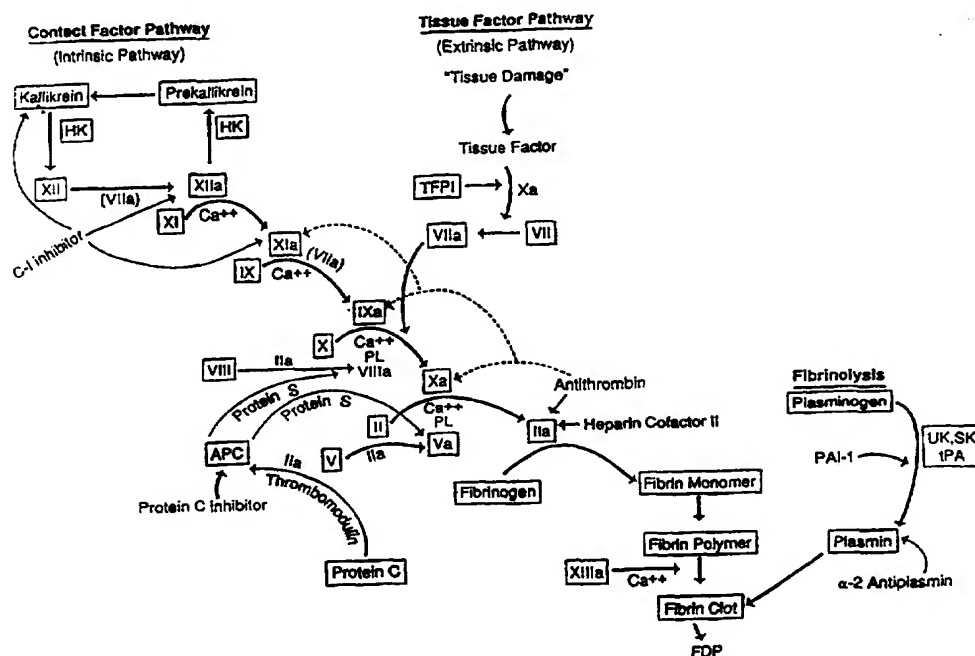 Contact Factor Pathway
(Intrinsic Pathway)
Tissue Factor Pathway
(Extrinsic Pathway)
"Tissue Damage"
Kallikrein
Prekallikrein
HK
HK
Tissue Factor
XII
(VIIa)
XIIa
TFPI
Xa
XI
Ca++
VIIa
VII
C-I inhibitor
XIa
(VIIa)
IX
Ca++
IXa
X
Ca++
PL
VIIIa
VIII
IIa
Xa
Protein S
Protein S
Antithrombin
II
Ca++
PL
IIa
Heparin Cofactor II
Fibrinolysis
Plasminogen
APC
V
IIa
Va
UK,SK
tPA
PAI-1
IIa
Thrombomodulin
Fibrinogen
Fibrin Monomer
Protein C Inhibitor
Fibrin Polymer
Plasmin
Protein C
XIIIa
Ca++
α-2 Antiplasmin
Fibrin Clot
FDP